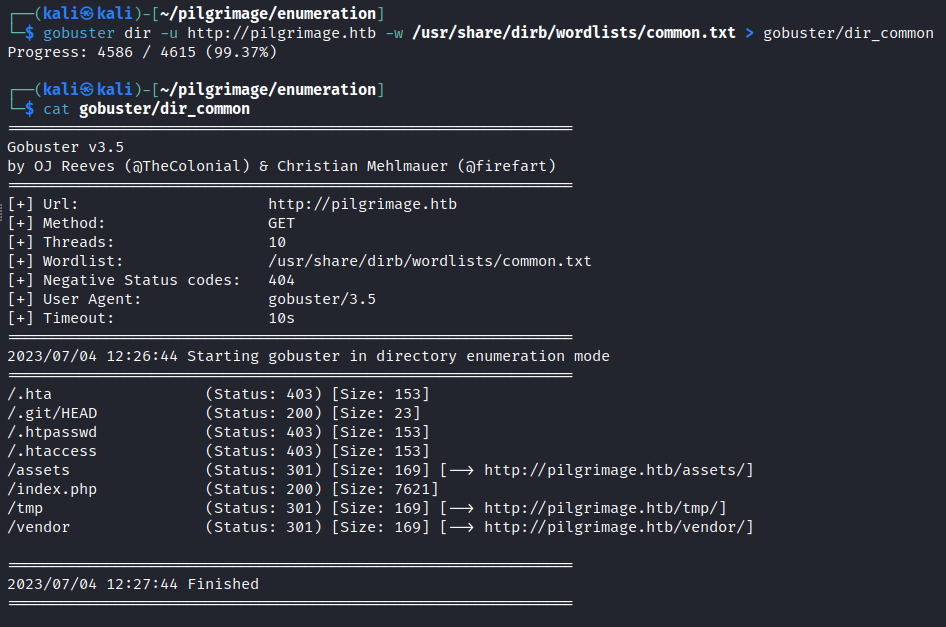 ┌──(kali㉿kali)-[~/pilgrimage/enumeration]
└─$ gobuster dir -u http://pilgrimage.htb -w /usr/share/dirb/wordlists/common.txt > gobuster/dir_common
Progress: 4586 / 4615 (99.37%)
┌──(kali㉿kali)-[~/pilgrimage/enumeration]
└─$ cat gobuster/dir_common
===============================================================
Gobuster v3.5
by OJ Reeves (@TheColonial) & Christian Mehlmauer (@firefart)
===============================================================
[+] Url:                     http://pilgrimage.htb
[+] Method:                  GET
[+] Threads:                 10
[+] Wordlist:                /usr/share/dirb/wordlists/common.txt
[+] Negative Status codes:   404
[+] User Agent:              gobuster/3.5
[+] Timeout:                 10s
===============================================================
2023/07/04 12:26:44 Starting gobuster in directory enumeration mode
===============================================================
/.hta                 (Status: 403) [Size: 153]
/.git/HEAD            (Status: 200) [Size: 23]
/.htpasswd            (Status: 403) [Size: 153]
/.htaccess            (Status: 403) [Size: 153]
/assets               (Status: 301) [Size: 169] [--> http://pilgrimage.htb/assets/]
/index.php            (Status: 200) [Size: 7621]
/tmp                  (Status: 301) [Size: 169] [--> http://pilgrimage.htb/tmp/]
/vendor               (Status: 301) [Size: 169] [--> http://pilgrimage.htb/vendor/]
===============================================================
2023/07/04 12:27:44 Finished
===============================================================